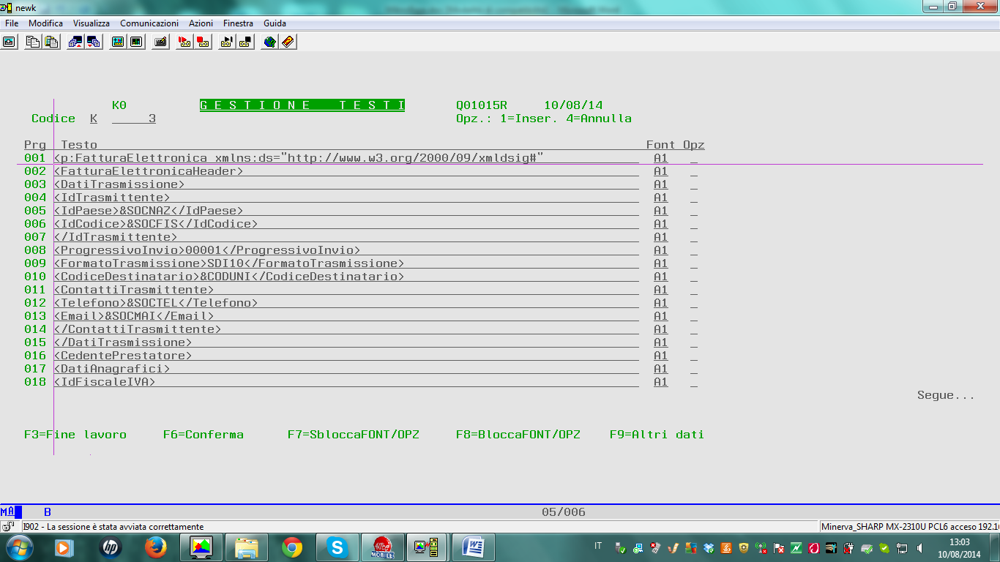 newk
File Modifica Visualizza Comunicazioni Azioni Finestra Guida
K0 G E S T I O N E T E S T I Q01015R 10/08/14
Codice K 3 Opz.: 1=Inser. 4=Annulla
Prg Testo Font Opz
001 <p:FatturaElettronica xmlns:ds="http://www.w3.org/2000/09/xmldsig#" A1 _
002 <FatturaElettronicaHeader> A1 _
003 <DatiTrasmissione> A1 _
004 <IdTrasmittente> A1 _
005 <IdPaese>&SOCNAZ</IdPaese> A1 _
006 <IdCodice>&SOCFIS</IdCodice> A1 _
007 </IdTrasmittente> A1 _
008 <ProgressivoInvio>00001</ProgressivoInvio> A1 _
009 <FormatoTrasmissione>SDI10</FormatoTrasmissione> A1 _
010 <CodiceDestinatario>&CODUNI</CodiceDestinatario> A1 _
011 <ContattiTrasmittente> A1 _
012 <Telefono>&SOCTEL</Telefono> A1 _
013 <Email>&SOCMAI</Email> A1 _
014 </ContattiTrasmittente> A1 _
015 </DatiTrasmissione> A1 _
016 <CedentePrestatore> A1 _
017 <DatiAnagrafici> A1 _
018 <IdFiscaleIVA> A1 _
Segue...
F3=Fine lavoro F6=Conferma F7=SbloccaFONT/OPZ F8=BloccaFONT/OPZ F9=Altri dati
MA B 05/006
I902 - La sessione è stata avviata correttamente Minerva_SHARP MX-2310U PCL6 acceso 192.1
IT 13:03
10/08/2014